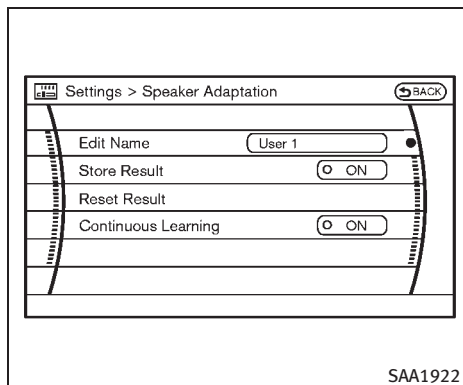 Settings > Speaker Adaptation
BACK
Edit Name
User 1
Store Result
ON
Reset Result
Continuous Learning
ON
SAA1922